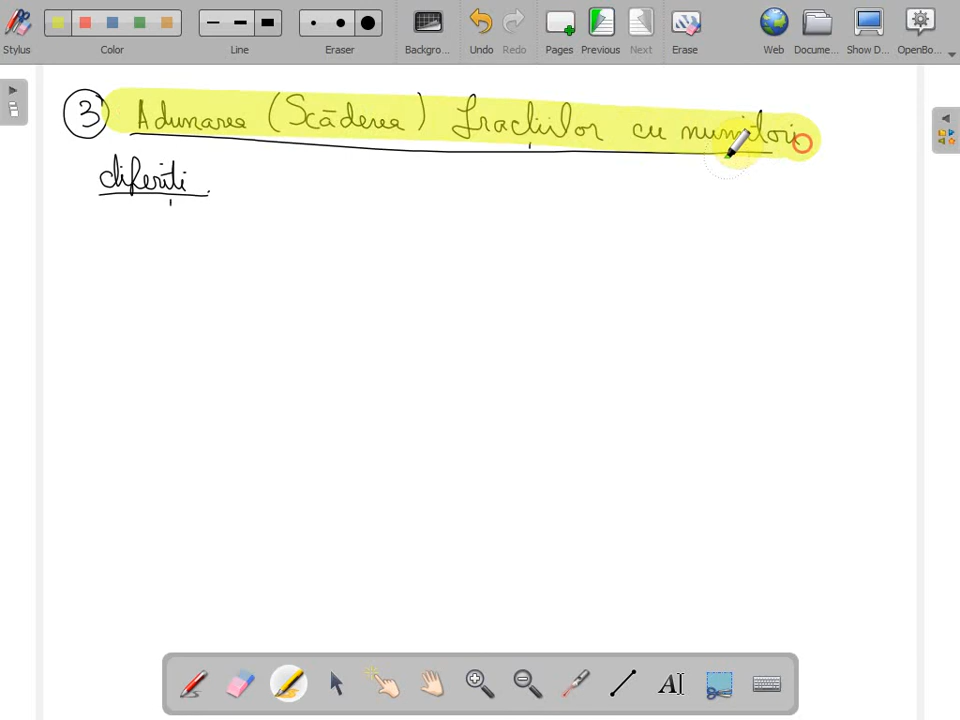 Stylus Color Line Eraser Backgro... Undo Redo Pages Previous Next Erase Web Docume... Show D... OpenBo...
3 Adunarea (Scăderea) fracțiilor cu numitori
diferiți.
A